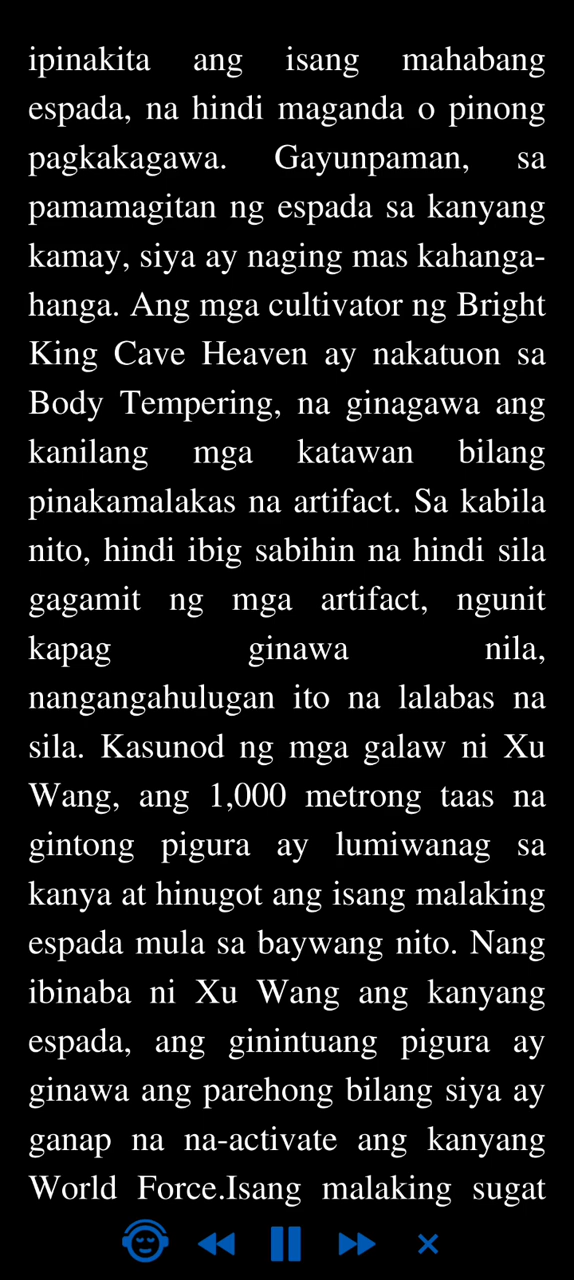 ipinakita ang isang mahabang
espada, na hindi maganda o pinong
pagkakagawa. Gayunpaman, sa
pamamagitan ng espada sa kanyang
kamay, siya ay naging mas kahanga-
hanga. Ang mga cultivator ng Bright
King Cave Heaven ay nakatuon sa
Body Tempering, na ginagawa ang
kanilang mga katawan bilang
pinakamalakas na artifact. Sa kabila
nito, hindi ibig sabihin na hindi sila
gagamit ng mga artifact, ngunit
kapag ginawa nila,
nangangahulugan ito na lalabas na
sila. Kasunod ng mga galaw ni Xu
Wang, ang 1,000 metrong taas na
gintong pigura ay lumiwanag sa
kanya at hinugot ang isang malaking
espada mula sa baywang nito. Nang
ibinaba ni Xu Wang ang kanyang
espada, ang ginintuang pigura ay
ginawa ang parehong bilang siya ay
ganap na na-activate ang kanyang
World Force.Isang malaking sugat